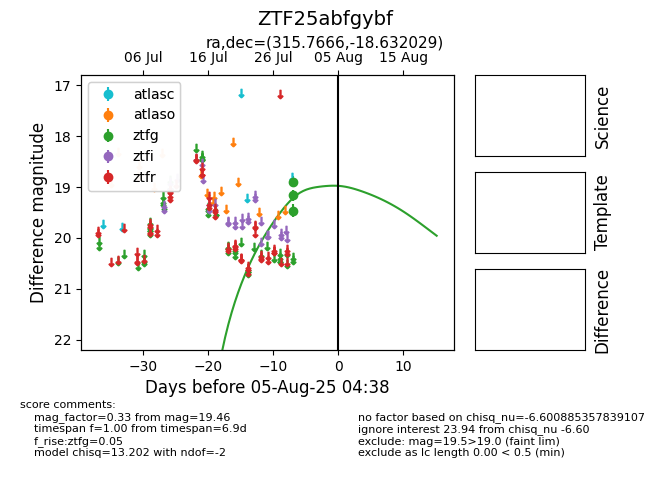 ZTF25abfgybf
ra,dec=(315.7666,-18.632029)
06 Jul 16 Jul 26 Jul 05 Aug 15 Aug
17
18
19
20
21
22
Difference magnitude
atlasc
atlaso
ztfg
ztfi
ztfr
Science
Template
Difference
−30 −20 −10 0 10
Days before 05-Aug-25 04:38
score comments:
mag_factor=0.33 from mag=19.46
timespan f=1.00 from timespan=6.9d
f_rise:ztfg=0.05
model chisq=13.202 with ndof=-2
no factor based on chisq_nu=-6.600885357839107
ignore interest 23.94 from chisq_nu -6.60
exclude: mag=19.5>19.0 (faint lim)
exclude as lc length 0.00 < 0.5 (min)